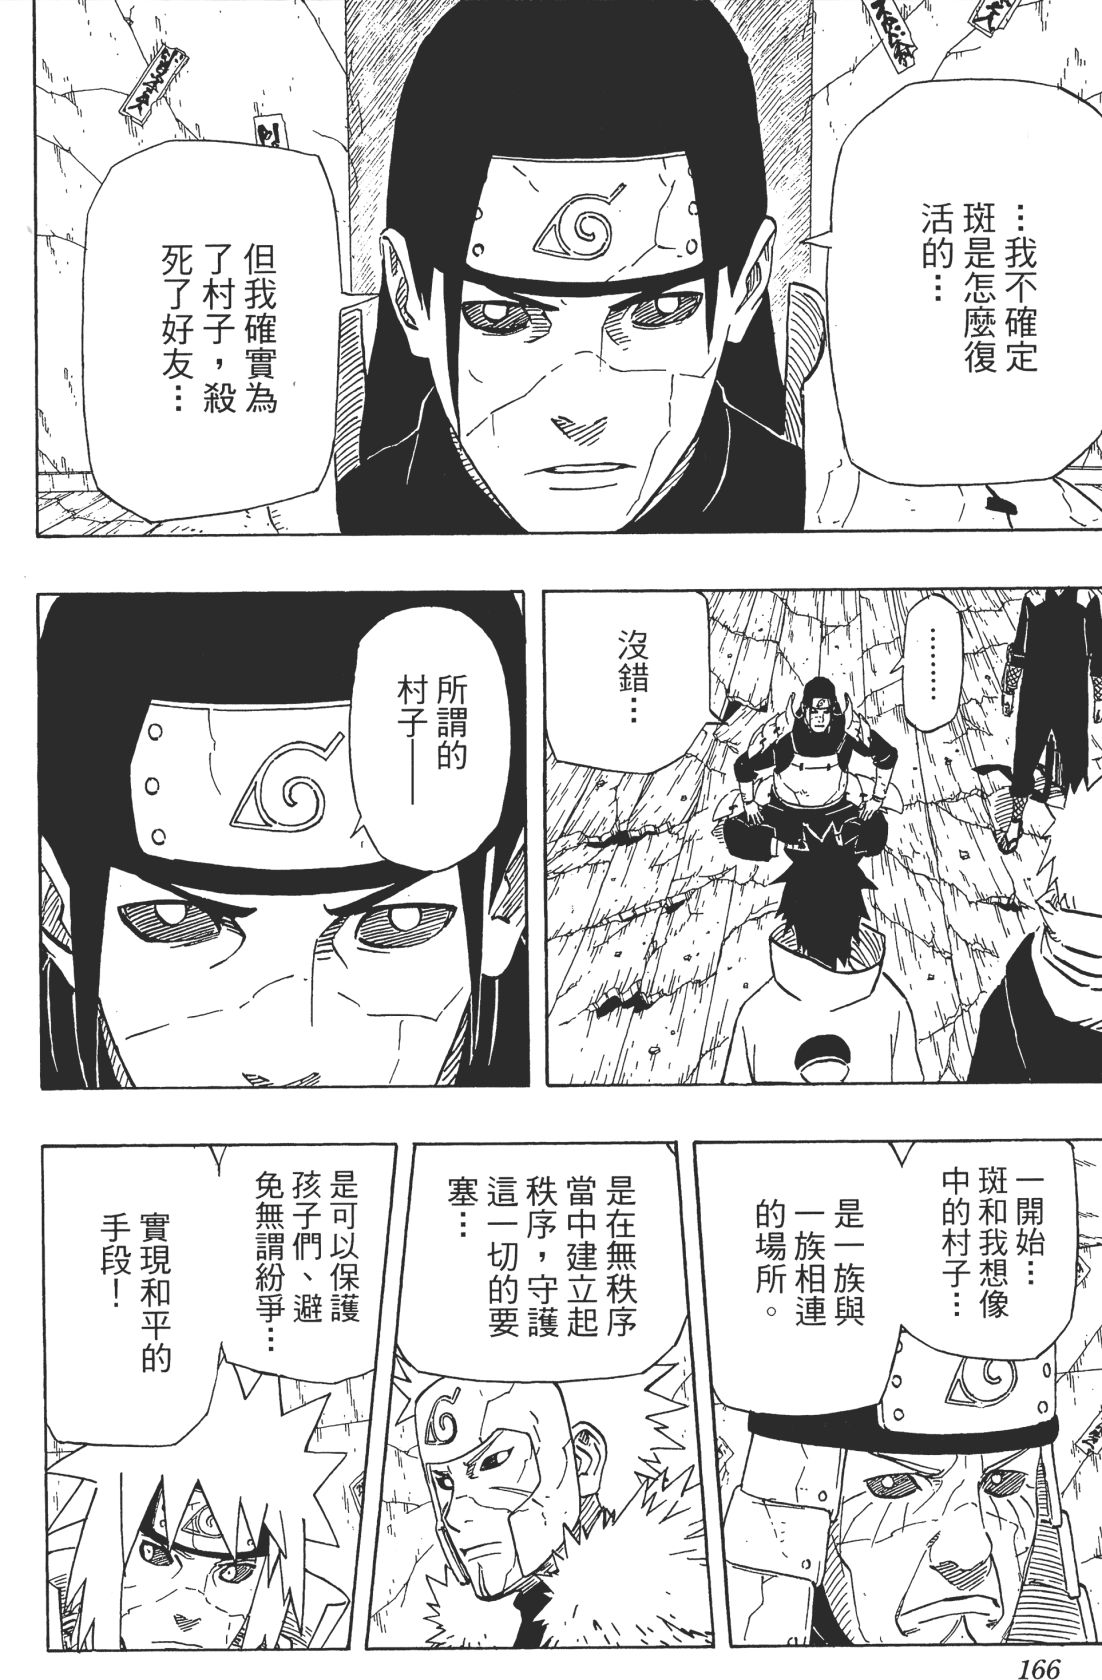 …我不確定
斑是怎麼復
活的…
但我確實為
了村子，殺
死了好友…
………
沒錯…
所謂的
村子——
一開始…
斑和我想像
中的村子…
是一族與
一族相連
的場所。
是在無秩序
當中建立起
秩序，守護
這一切的要
塞…
是可以保護
孩子們、避
免無謂紛爭…
實現和平的
手段！
166